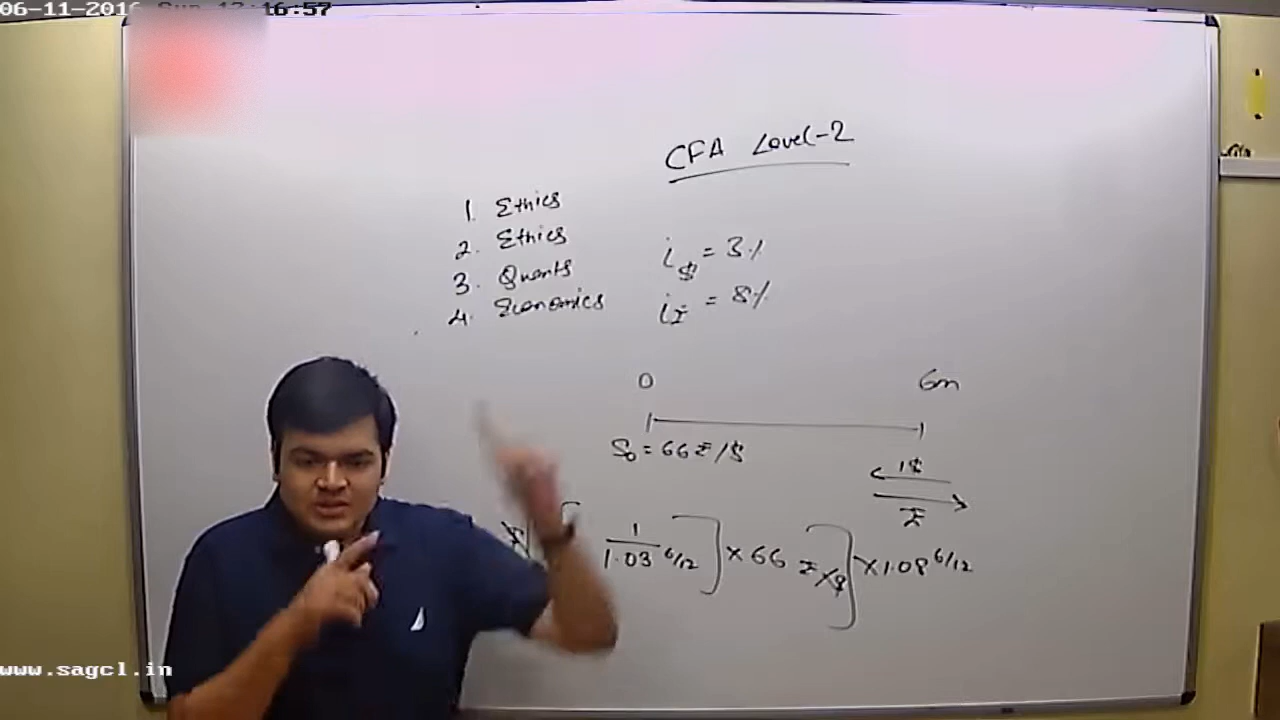 06-11-2016 Sun 12:16:57
CFA Level-2
1. Ethics
2. Ethics
3. Quants
4. Economics
i$ = 3%
i₹ = 8%
0 6m
S0 = 66 ₹/$
1$
₹
1/1.03^6/12] × 66 ₹/$] × 1.08^6/12
www.sagcl.in